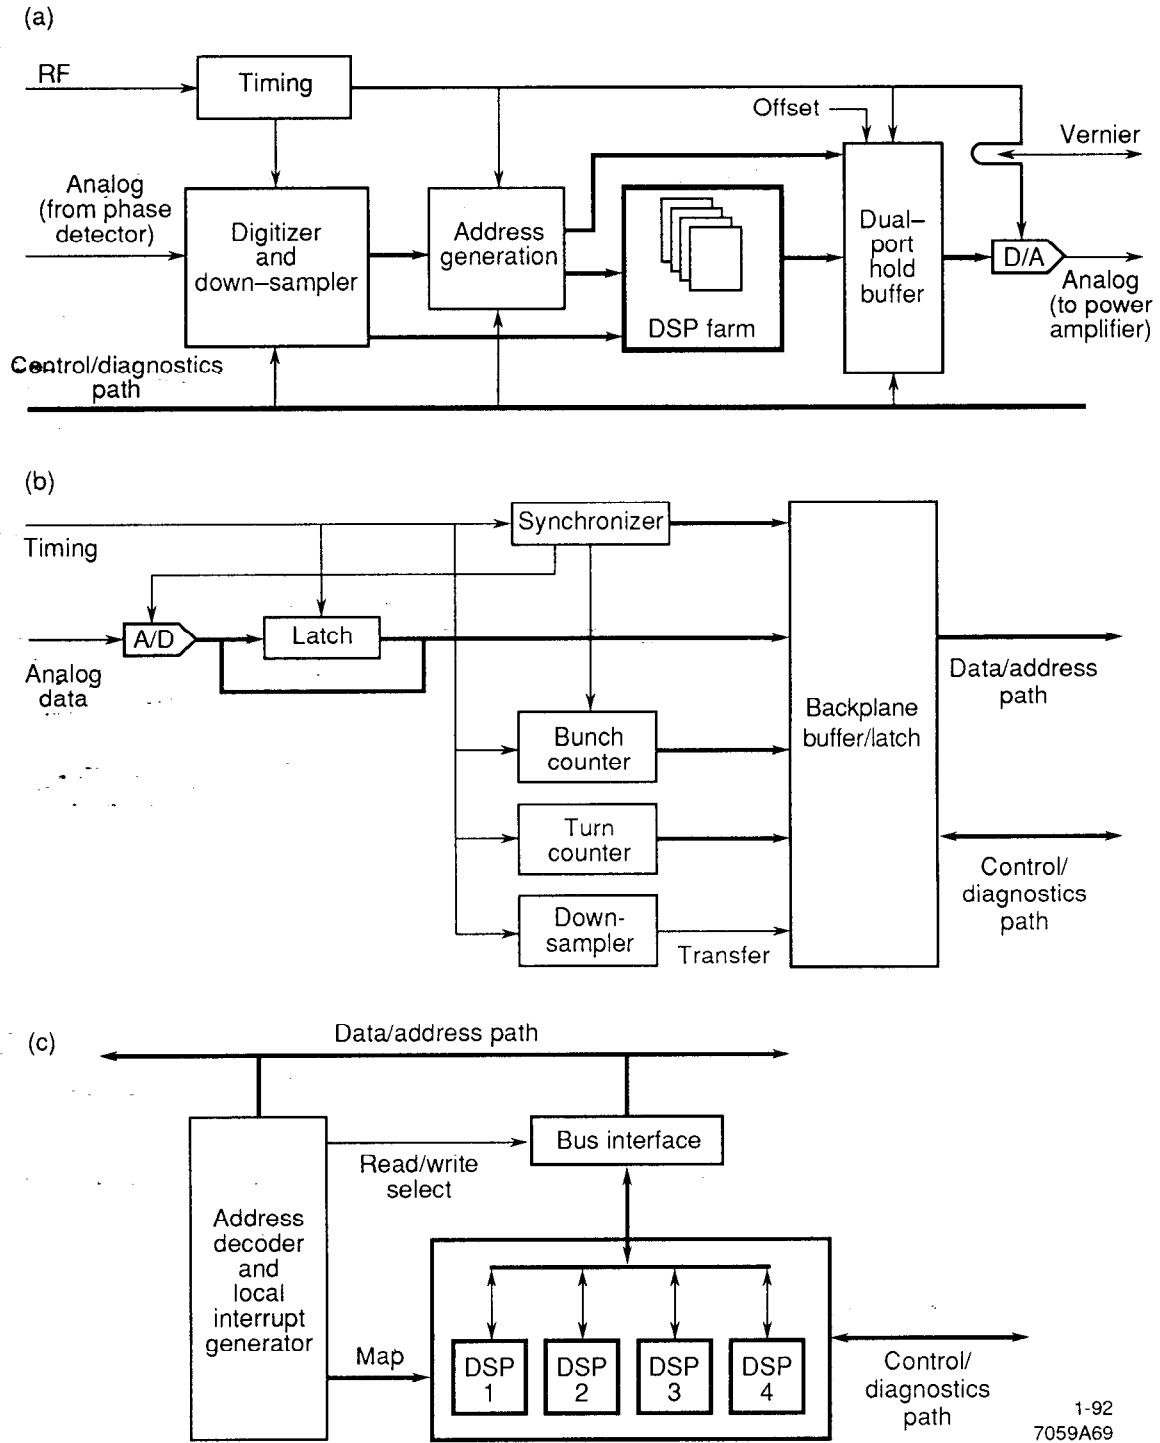 (a)
RF
Timing
Offset
Vernier
Analog
(from phase
detector)
Digitizer
and
down–sampler
Address
generation
DSP farm
Dual–
port
hold
buffer
D/A
Analog
(to power
amplifier)
Control/diagnostics
path
(b)
Timing
Synchronizer
A/D
Latch
Analog
data
Bunch
counter
Turn
counter
Down-
sampler
Transfer
Backplane
buffer/latch
Data/address
path
Control/
diagnostics
path
(c)
Data/address path
Bus interface
Read/write
select
Address
decoder
and
local
interrupt
generator
Map
DSP
1
DSP
2
DSP
3
DSP
4
Control/
diagnostics
path
1-92
7059A69